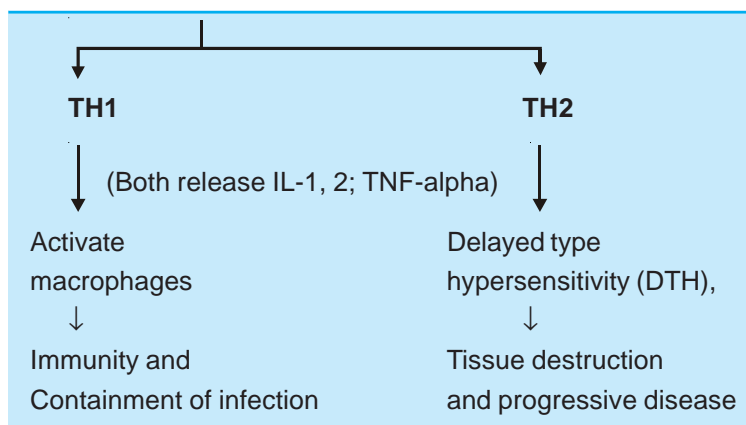 TH1 TH2
(Both release IL-1, 2; TNF-alpha)
Activate
macrophages
↓
Immunity and
Containment of infection
Delayed type
hypersensitivity (DTH),
↓
Tissue destruction
and progressive disease